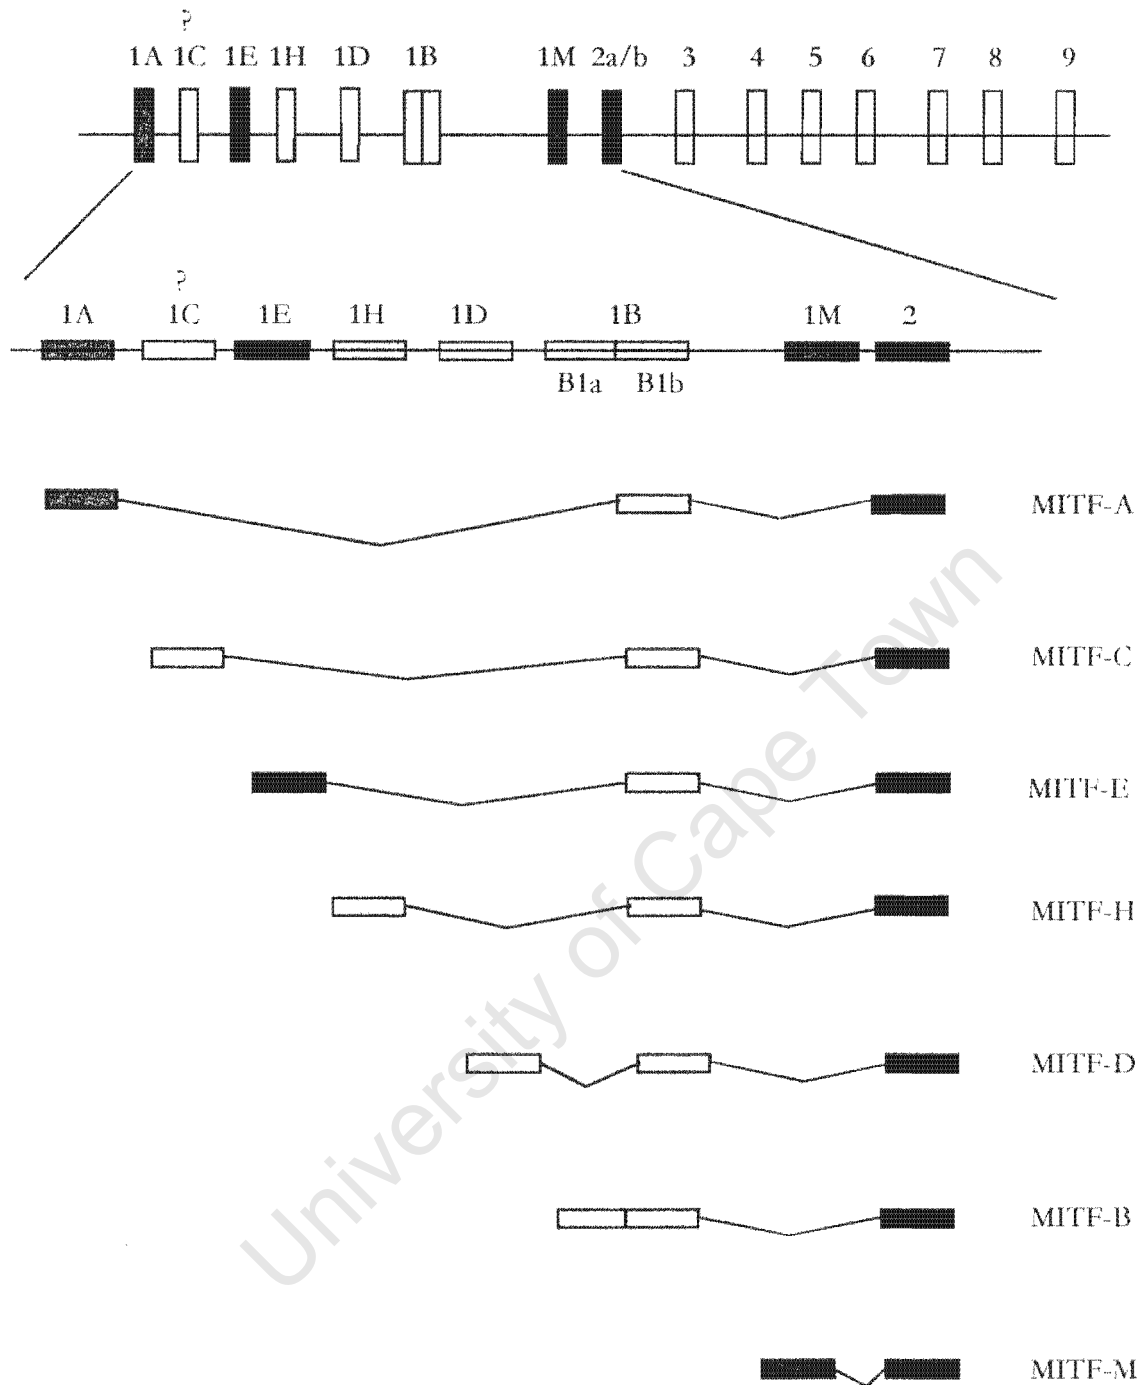 ?
1A 1C 1E 1H 1D 1B 1M 2a/b 3 4 5 6 7 8 9
?
1A 1C 1E 1H 1D 1B 1M 2
B1a B1b
MITF-A
MITF-C
MITF-E
MITF-H
MITF-D
MITF-B
MITF-M
University of Cape Town